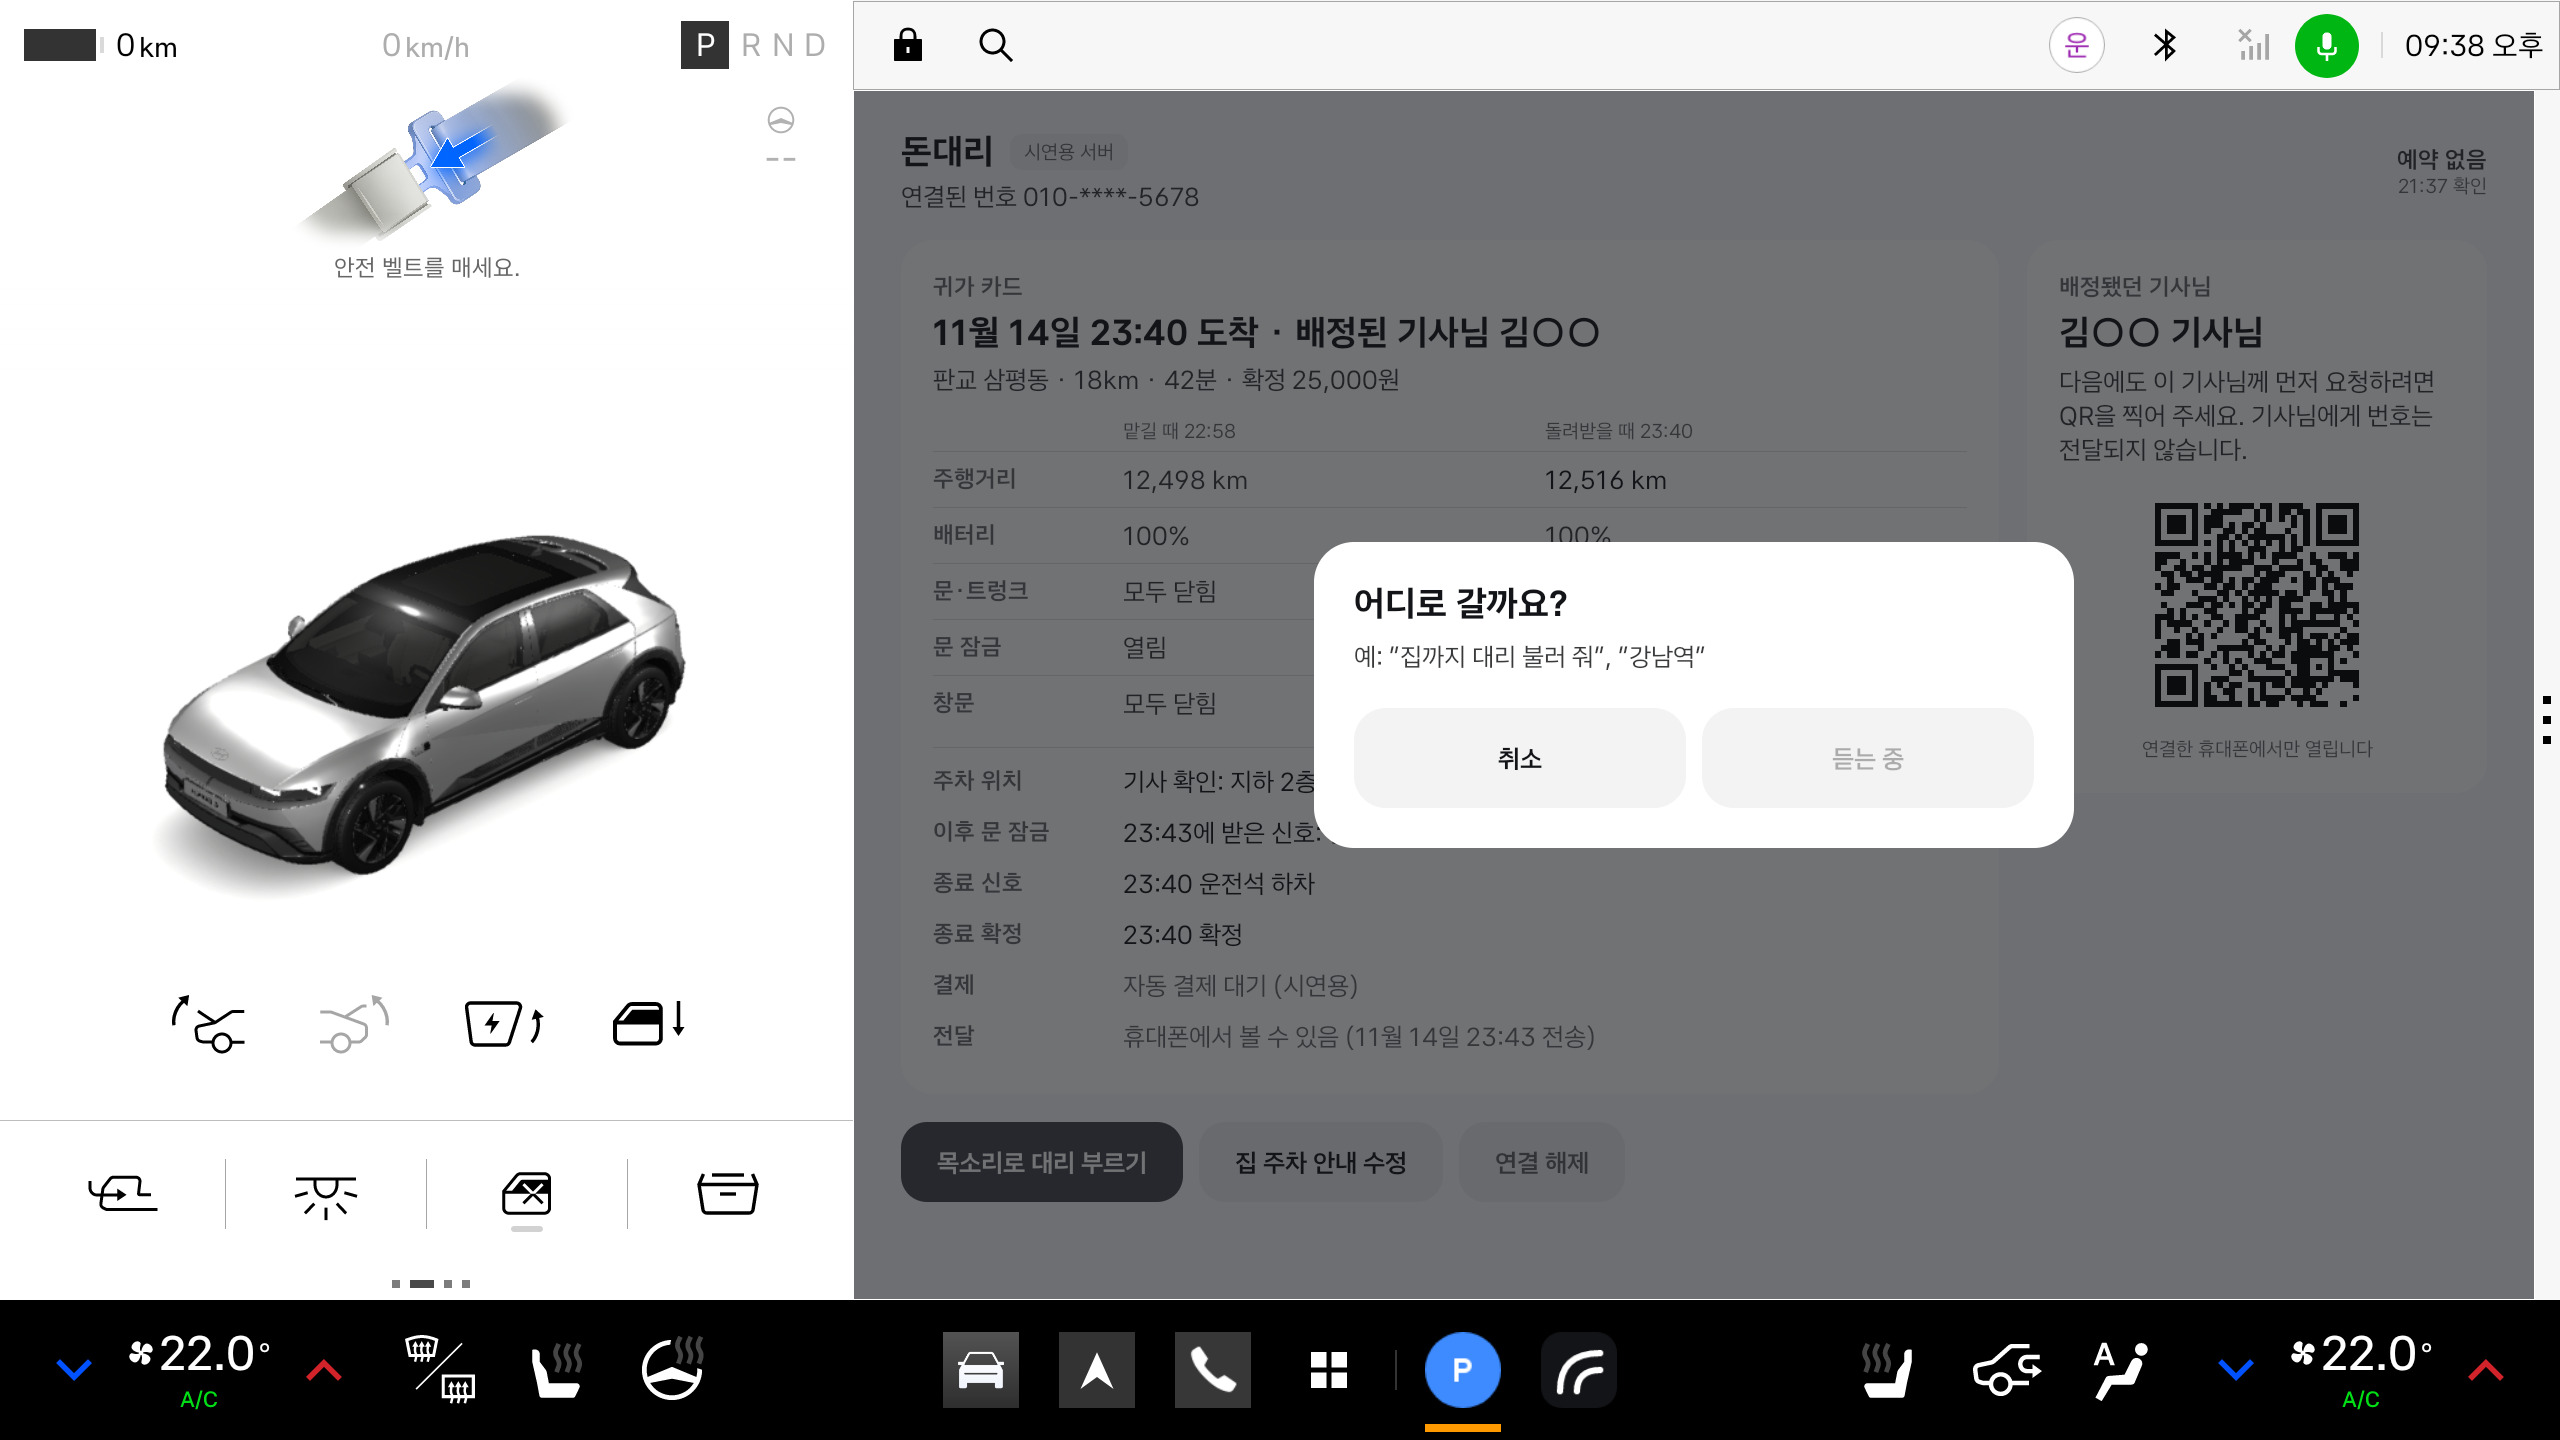 0 km
0 km/h
P R N D
운
09:38 오후
안전 벨트를 매세요.
돈대리
시연용 서버
연결된 번호 010-****-5678
예약 없음
21:37 확인
귀가 카드
11월 14일 23:40 도착 · 배정된 기사님 김○○
판교 삼평동 · 18km · 42분 · 확정 25,000원
맡길 때 22:58
돌려받을 때 23:40
주행거리
12,498 km
12,516 km
배터리
100%
100%
문·트렁크
모두 닫힘
문 잠금
열림
창문
모두 닫힘
주차 위치
기사 확인: 지하 2층
이후 문 잠금
23:43에 받은 신호:
종료 신호
23:40 운전석 하차
종료 확정
23:40 확정
결제
자동 결제 대기 (시연용)
전달
휴대폰에서 볼 수 있음 (11월 14일 23:43 전송)
배정됐던 기사님
김○○ 기사님
다음에도 이 기사님께 먼저 요청하려면
QR을 찍어 주세요. 기사님에게 번호는
전달되지 않습니다.
연결한 휴대폰에서만 열립니다
어디로 갈까요?
예: "집까지 대리 불러 줘", "강남역"
취소
듣는 중
목소리로 대리 부르기
집 주차 안내 수정
연결 해제
22.0°
A/C
P
A
22.0°
A/C